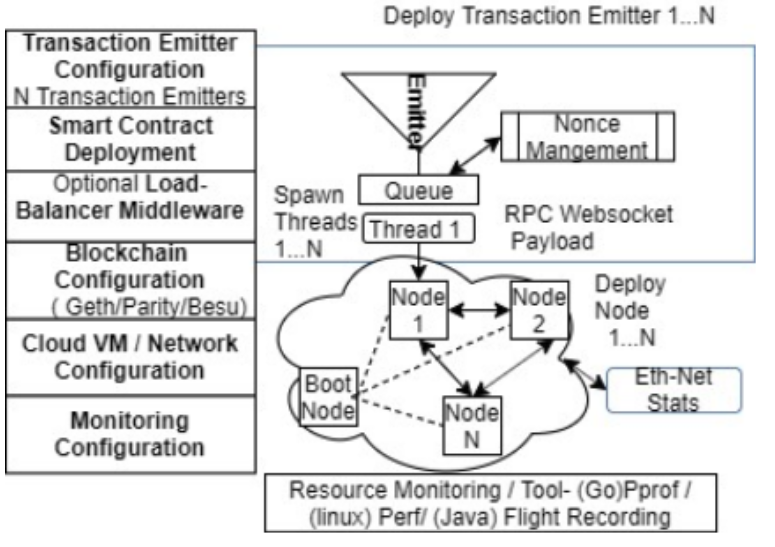 Deploy Transaction Emitter 1...N
Transaction Emitter
Configuration
N Transaction Emitters
Smart Contract
Deployment
Optional Load-
Balancer Middleware
Blockchain
Configuration
( Geth/Parity/Besu)
Cloud VM / Network
Configuration
Monitoring
Configuration
Emitter
Nonce
Mangement
Queue
Spawn
Threads
1...N
Thread 1
RPC Websocket
Payload
Node
1
Node
2
Deploy
Node
1...N
Boot
Node
Node
N
Eth-Net
Stats
Resource Monitoring / Tool- (Go)Pprof /
(linux) Perf/ (Java) Flight Recording